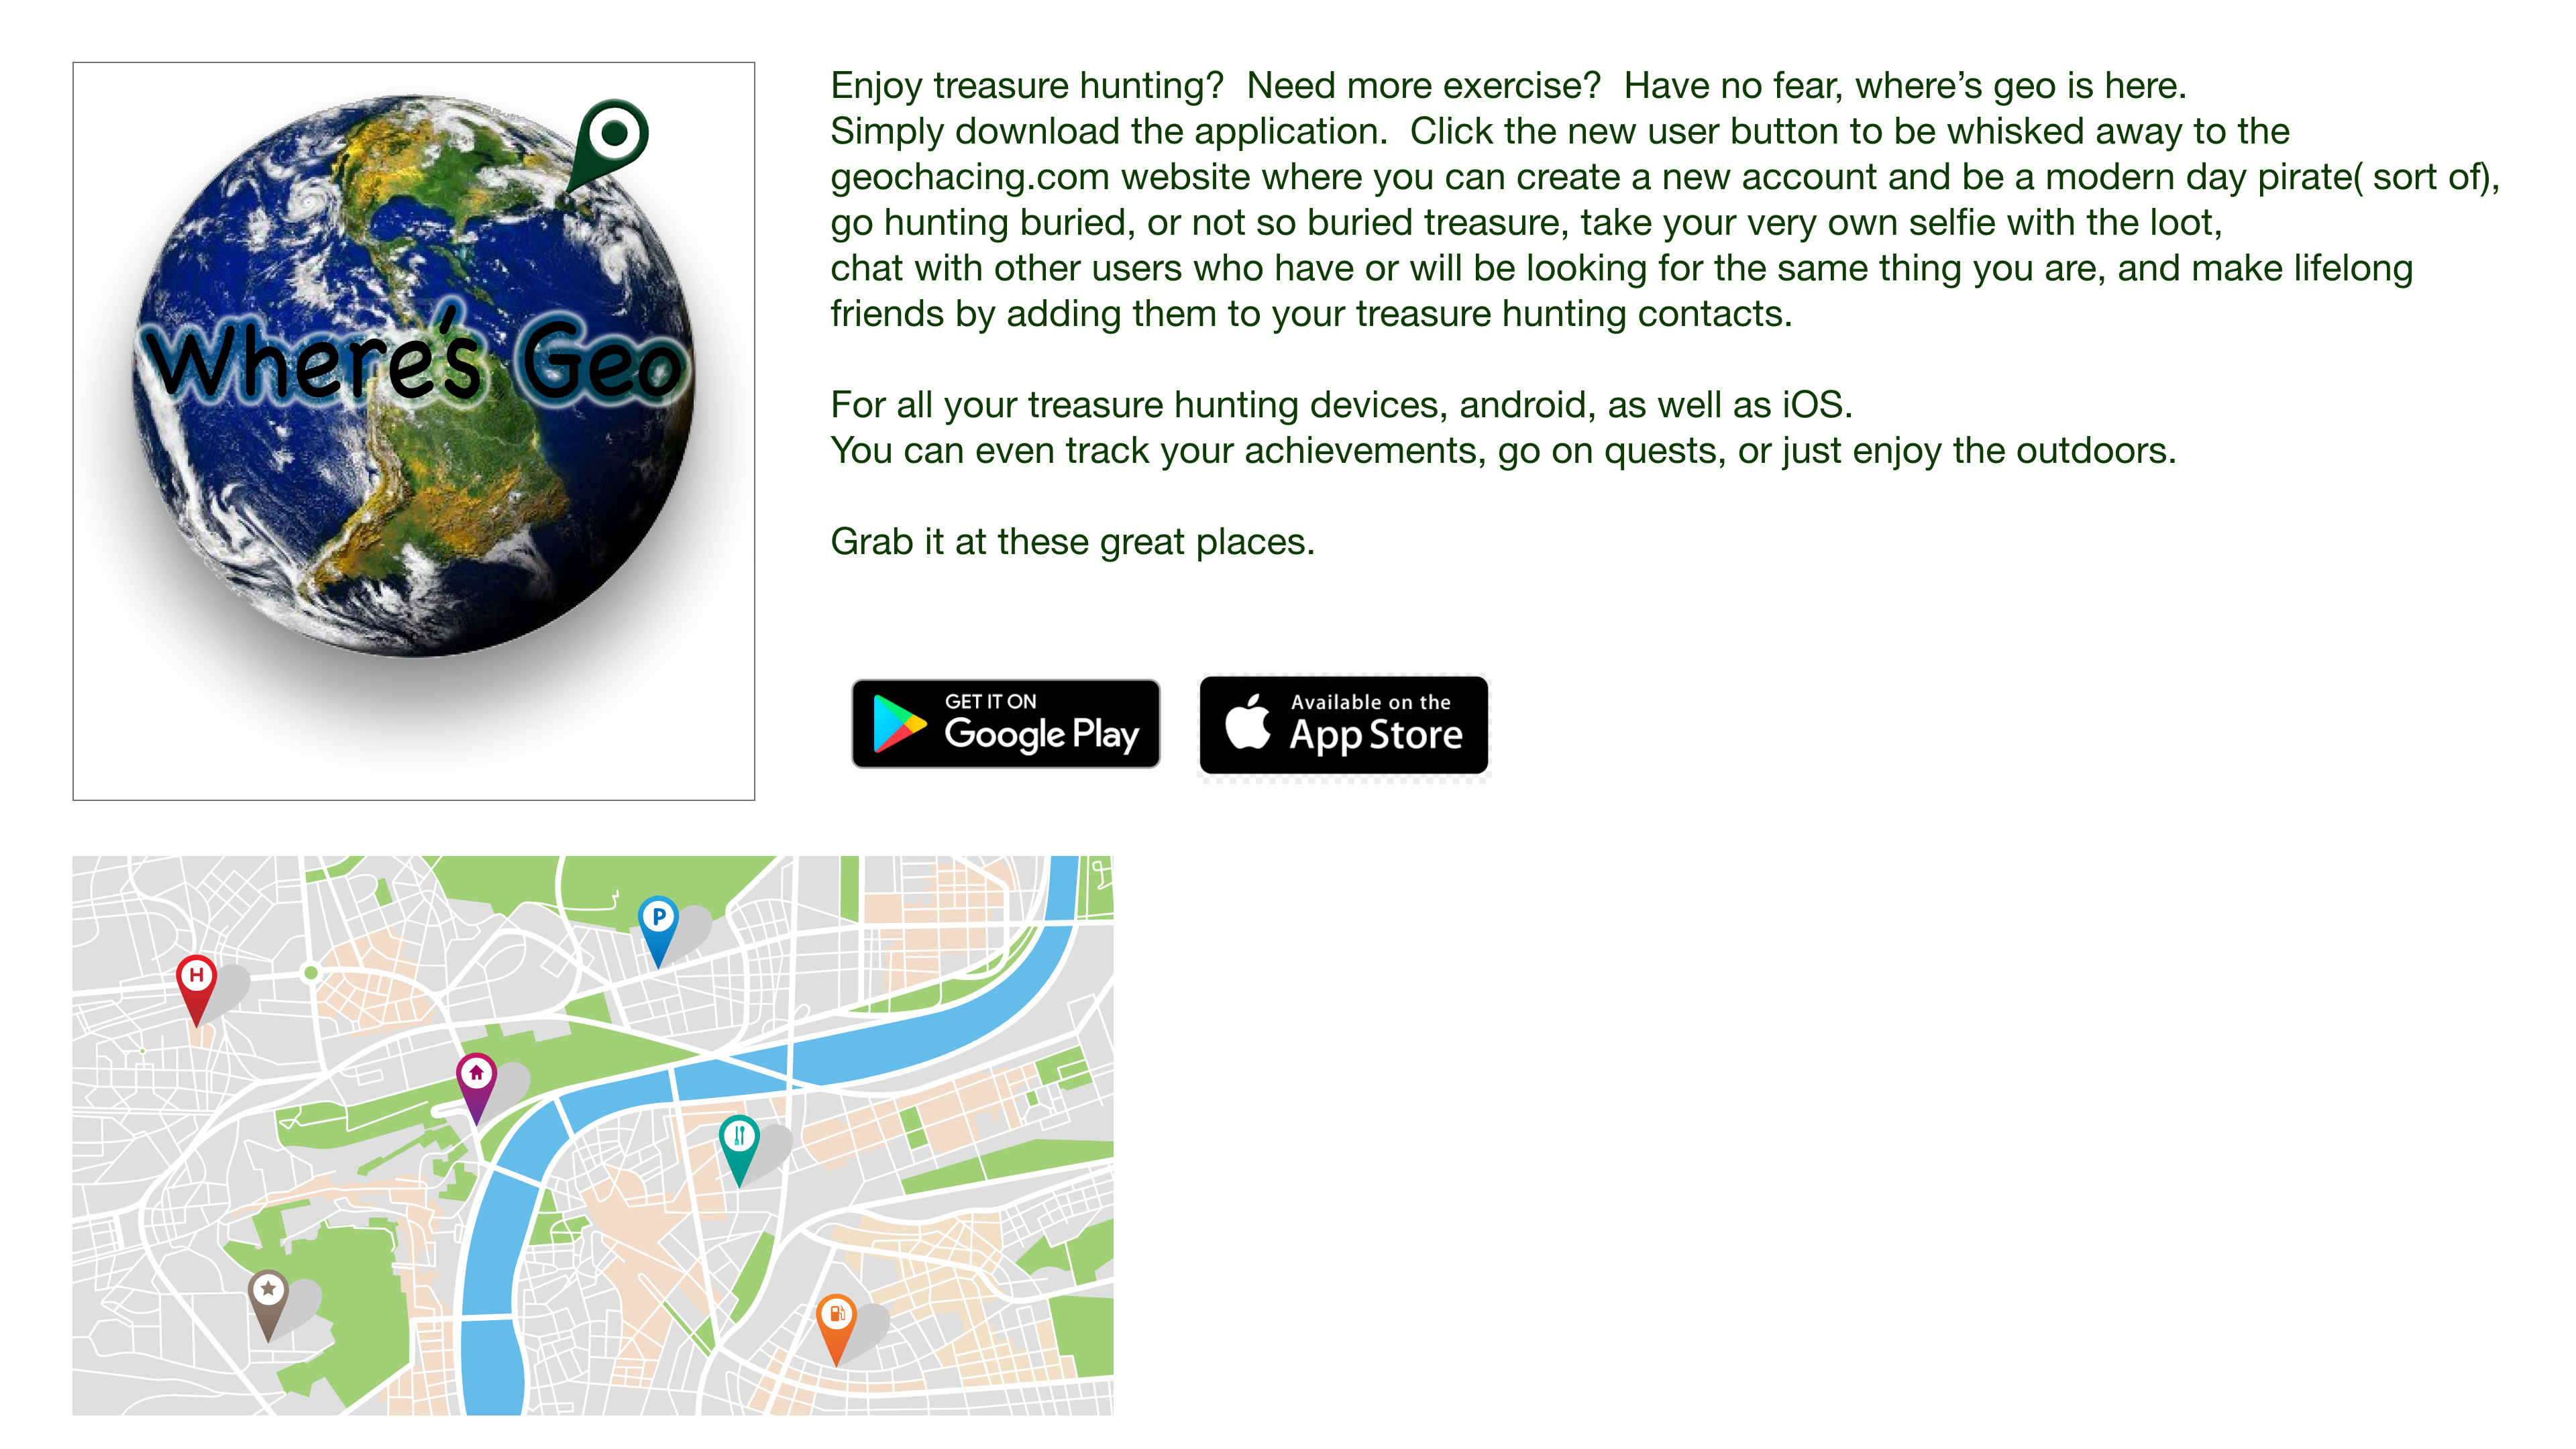 Where's Geo
Enjoy treasure hunting?  Need more exercise?  Have no fear, where’s geo is here.
Simply download the application.  Click the new user button to be whisked away to the
geochacing.com website where you can create a new account and be a modern day pirate( sort of),
go hunting buried, or not so buried treasure, take your very own selfie with the loot,
chat with other users who have or will be looking for the same thing you are, and make lifelong
friends by adding them to your treasure hunting contacts.
For all your treasure hunting devices, android, as well as iOS.
You can even track your achievements, go on quests, or just enjoy the outdoors.
Grab it at these great places.
GET IT ON
Google Play
Available on the
App Store
P
H